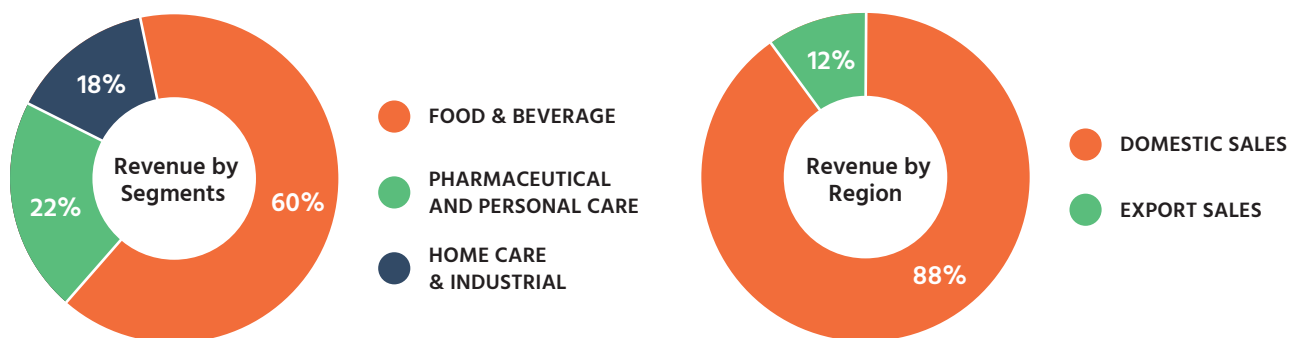 18%
22%
60%
Revenue by
Segments
FOOD & BEVERAGE
PHARMACEUTICAL
AND PERSONAL CARE
HOME CARE
& INDUSTRIAL
12%
88%
Revenue by
Region
DOMESTIC SALES
EXPORT SALES